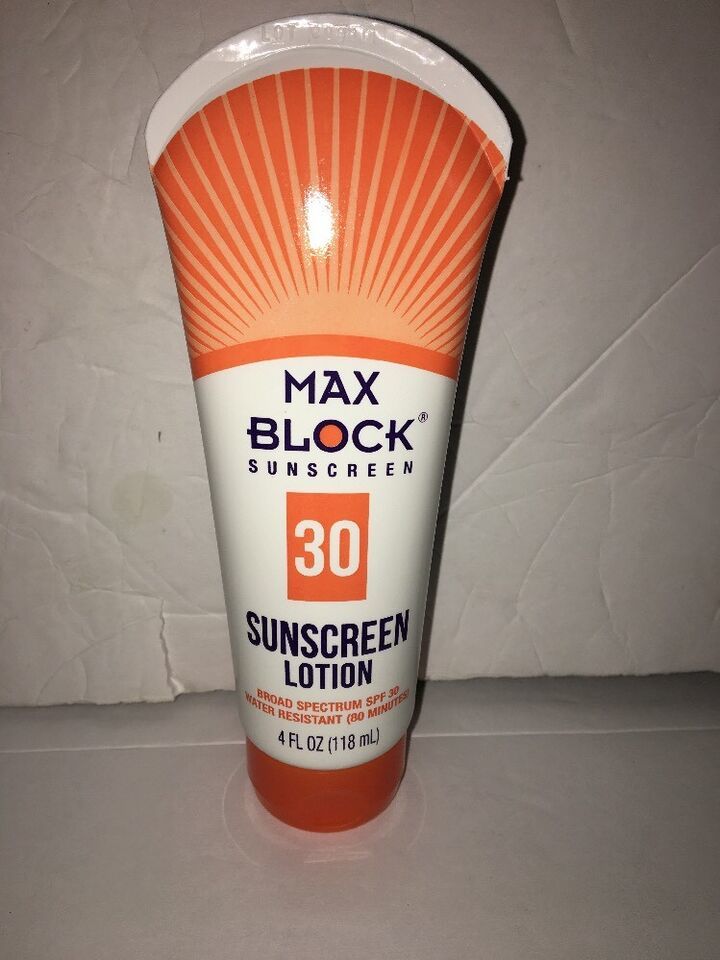 LOT
MAX
BLOCK®
SUNSCREEN
30
SUNSCREEN
LOTION
BROAD SPECTRUM SPF 30
WATER RESISTANT (80 MINUTES)
4 FL OZ (118 mL)